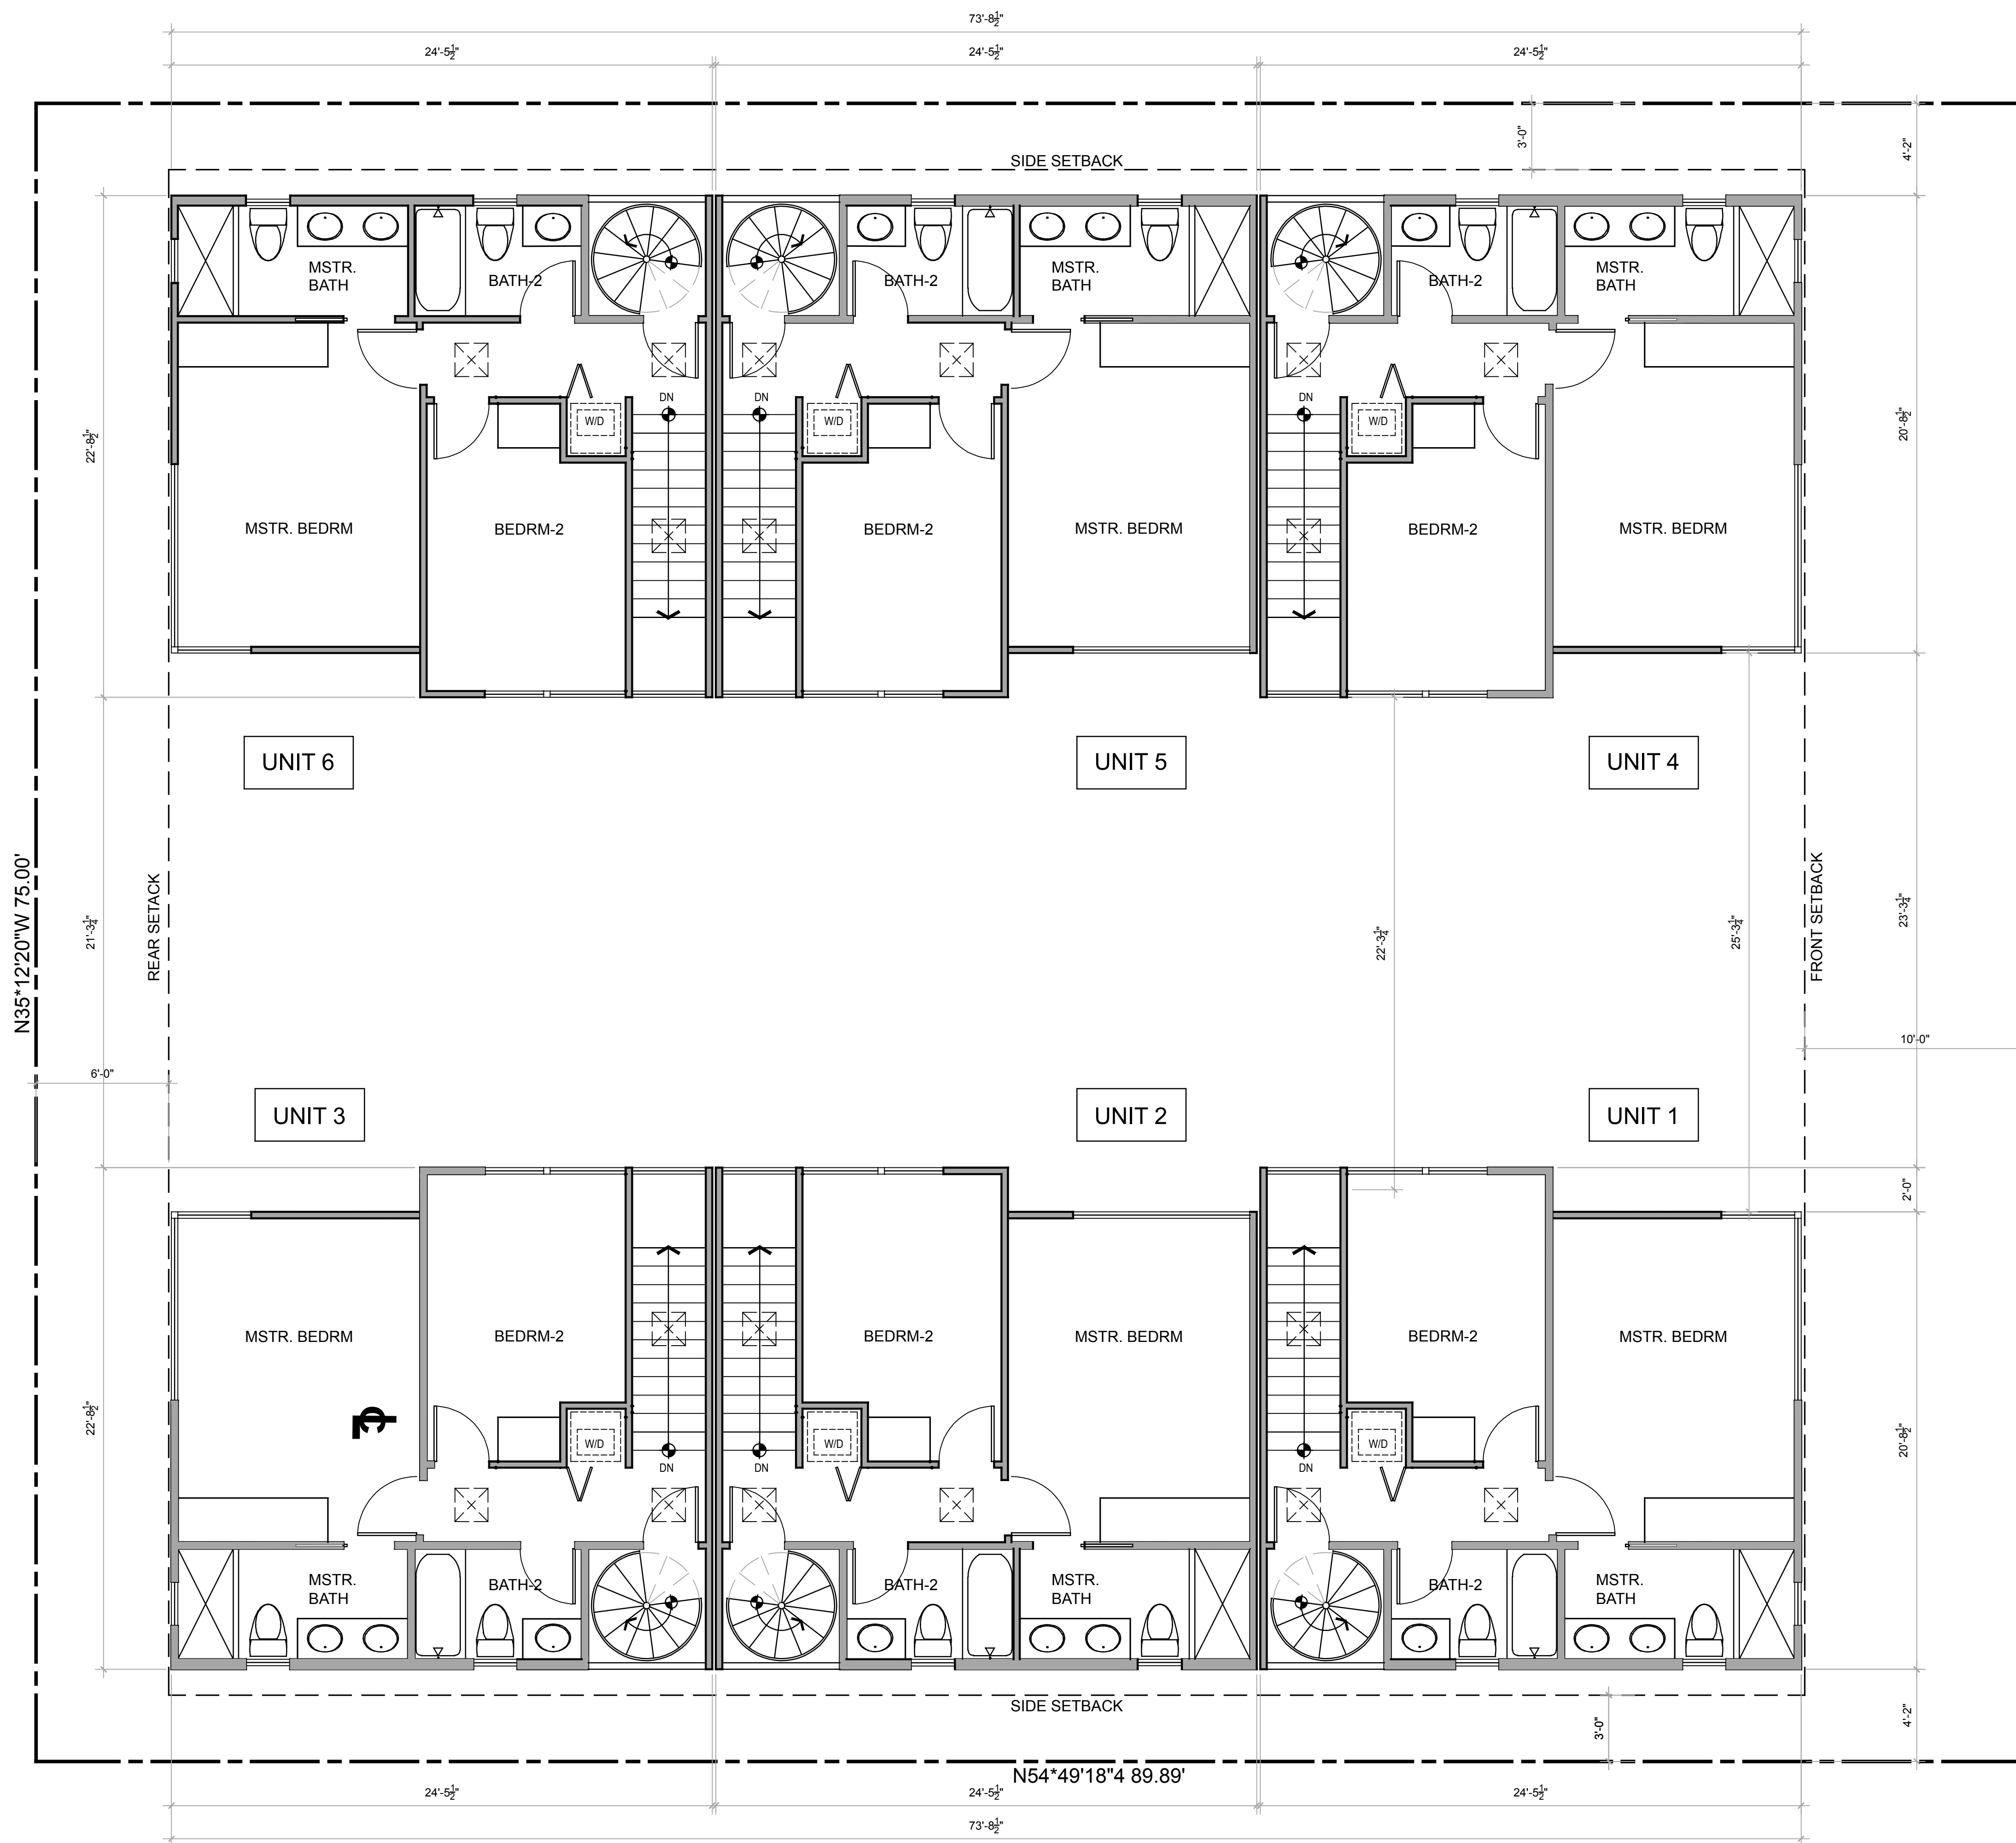 73'-8½"
24'-5½" 24'-5½" 24'-5½"
3'-0"
4'-2"
SIDE SETBACK
MSTR.
BATH
BATH-2
BATH-2
MSTR.
BATH
BATH-2
MSTR.
BATH
DN
DN
DN
W/D
W/D
W/D
22'-8½"
20'-8½"
MSTR. BEDRM
BEDRM-2
BEDRM-2
MSTR. BEDRM
BEDRM-2
MSTR. BEDRM
UNIT 6
UNIT 5
UNIT 4
N35*12'20"W 75.00'
21'-3¼"
REAR SETACK
22'-3¼"
25'-3¼"
FRONT SETBACK
23'-3¼"
10'-0"
6'-0"
UNIT 3
UNIT 2
UNIT 1
2'-0"
MSTR. BEDRM
BEDRM-2
BEDRM-2
MSTR. BEDRM
BEDRM-2
MSTR. BEDRM
22'-8½"
20'-8½"
W/D
W/D
W/D
DN
DN
DN
MSTR.
BATH
BATH-2
BATH-2
MSTR.
BATH
BATH-2
MSTR.
BATH
SIDE SETBACK
3'-0"
4'-2"
N54*49'18"4 89.89'
24'-5½" 24'-5½" 24'-5½"
73'-8½"